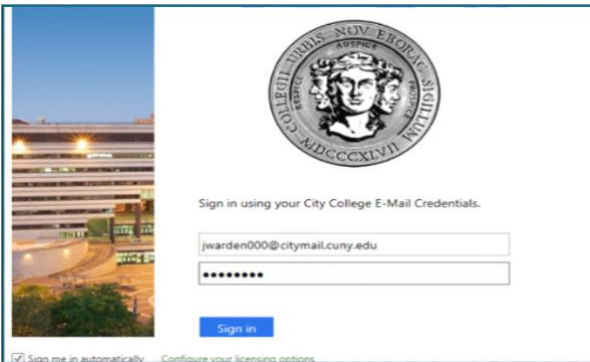 COLLEGII URBIS NOV EBORAC SIGILLUM
RESPICE ADSPICE PROSPICE
MDCCCXLVII
Sign in using your City College E-Mail Credentials.
jwarden000@citymail.cuny.edu
••••••••
Sign in
Sign me in automatically Configure your licensing options